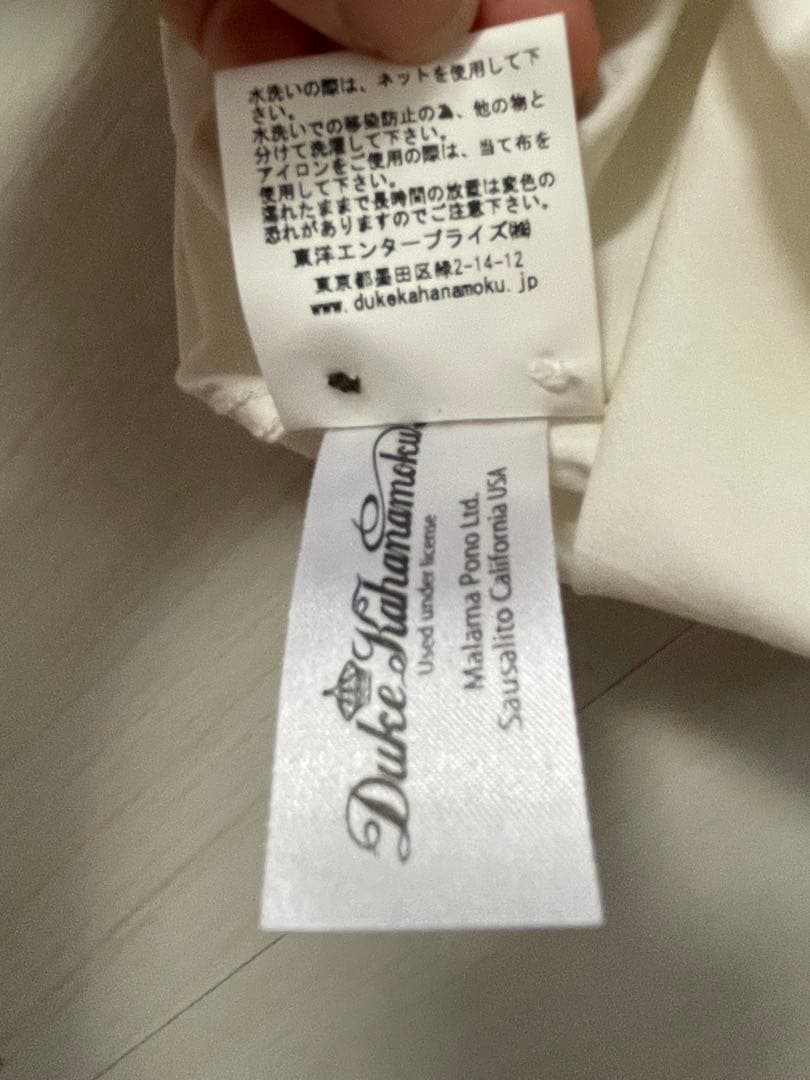 水洗いの際は、ネットを使用して下
さい。
水洗いでの移染防止の為、他の物と
分けて洗濯して下さい。
アイロンをご使用の際は、当て布を
使用して下さい。
濡れたままで長時間の放置は変色の
恐れがありますのでご注意下さい。
東洋エンタープライズ㈱
東京都墨田区緑2-14-12
www.dukekahanamoku.jp
Duke Kahanamoku
Used under license
Malama Pono Ltd.
Sausalito California USA